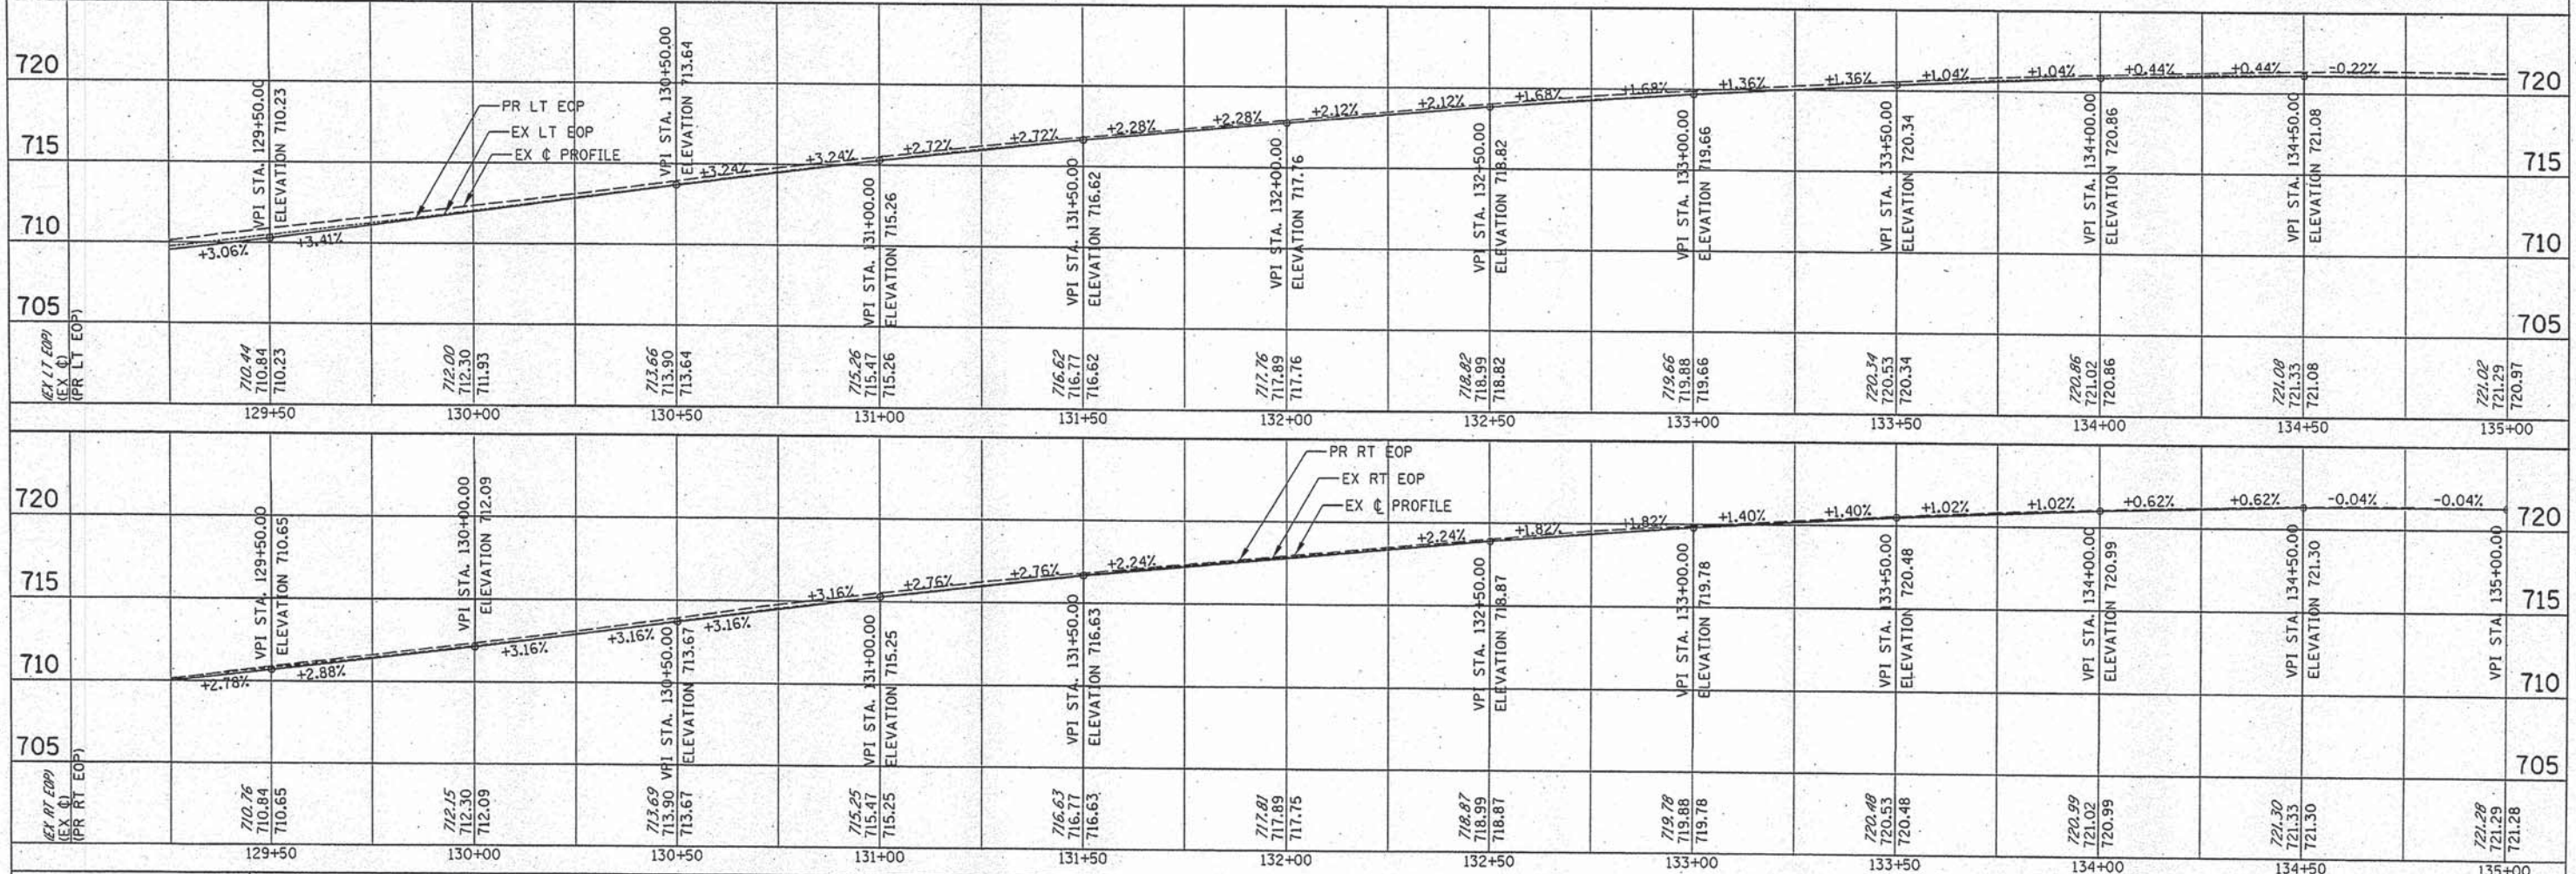 720
715
710
705
720
715
710
705
PR LT EOP
EX LT EOP
EX ℄ PROFILE
VPI STA. 129+50.00
ELEVATION 710.23
VPI STA. 130+50.00
ELEVATION 713.64
VPI STA. 131+00.00
ELEVATION 715.26
VPI STA. 131+50.00
ELEVATION 716.62
VPI STA. 132+00.00
ELEVATION 717.76
VPI STA. 132+50.00
ELEVATION 718.82
VPI STA. 133+00.00
ELEVATION 719.66
VPI STA. 133+50.00
ELEVATION 720.34
VPI STA. 134+00.00
ELEVATION 720.86
VPI STA. 134+50.00
ELEVATION 721.08
+3.06% +3.41% +3.24% +3.24% +2.72% +2.72% +2.28% +2.28% +2.12% +2.12% +1.68% +1.68% +1.36% +1.36% +1.04% +1.04% +0.44% +0.44% -0.22%
(EX LT EOP)
(EX ℄)
(PR LT EOP)
710.44
710.84
710.23
712.00
712.30
711.93
713.66
713.90
713.64
715.26
715.47
715.26
716.62
716.77
716.62
717.76
717.89
717.76
718.82
718.99
718.82
719.66
719.88
719.66
720.34
720.53
720.34
720.86
721.02
720.86
721.08
721.33
721.08
721.02
721.29
720.97
129+50 130+00 130+50 131+00 131+50 132+00 132+50 133+00 133+50 134+00 134+50 135+00
720
715
710
705
720
715
710
705
PR RT EOP
EX RT EOP
EX ℄ PROFILE
VPI STA. 129+50.00
ELEVATION 710.65
VPI STA. 130+00.00
ELEVATION 712.09
VPI STA. 130+50.00
ELEVATION 713.67
VPI STA. 131+00.00
ELEVATION 715.25
VPI STA. 131+50.00
ELEVATION 716.63
VPI STA. 132+50.00
ELEVATION 718.87
VPI STA. 133+00.00
ELEVATION 719.78
VPI STA. 133+50.00
ELEVATION 720.48
VPI STA. 134+00.00
ELEVATION 720.99
VPI STA. 134+50.00
ELEVATION 721.30
VPI STA. 135+00.00
+2.78% +2.88% +3.16% +3.16% +3.16% +3.16% +2.76% +2.76% +2.24% +2.24% +1.82% +1.82% +1.40% +1.40% +1.02% +1.02% +0.62% +0.62% -0.04% -0.04%
(EX RT EOP)
(EX ℄)
(PR RT EOP)
710.76
710.84
710.65
712.15
712.30
712.09
713.69
713.90
713.67
715.25
715.47
715.25
716.63
716.77
716.63
717.81
717.89
717.75
718.87
718.99
718.87
719.78
719.88
719.78
720.48
720.53
720.48
720.99
721.02
720.99
721.30
721.33
721.30
721.28
721.29
721.28
129+50 130+00 130+50 131+00 131+50 132+00 132+50 133+00 133+50 134+00 134+50 135+00